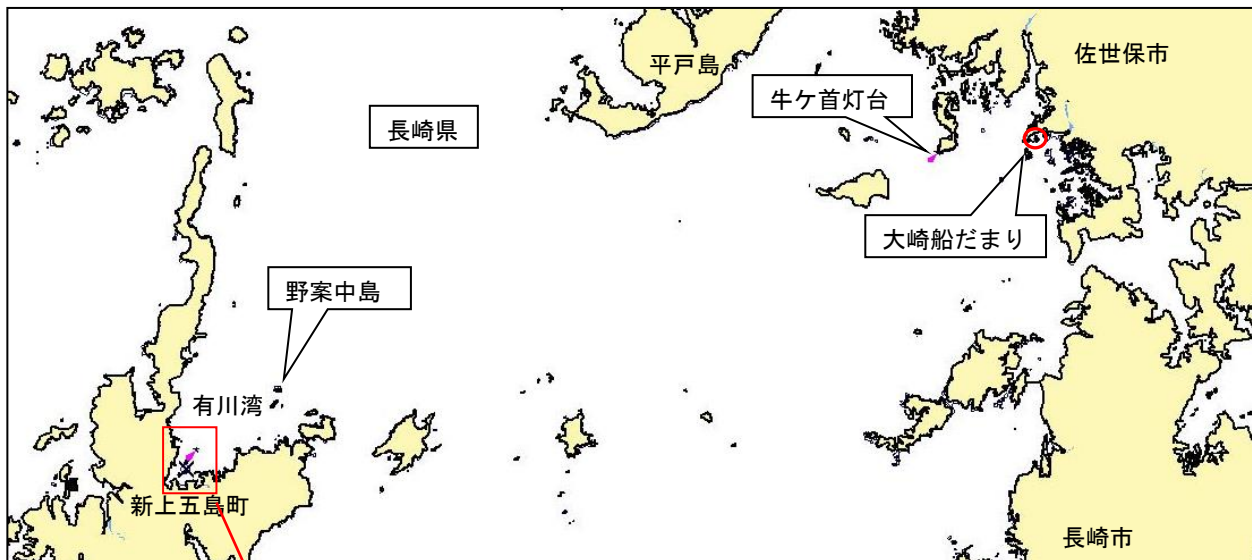 平戸島
佐世保市
牛ケ首灯台
長崎県
大崎船だまり
野案中島
有川湾
新上五島町
長崎市